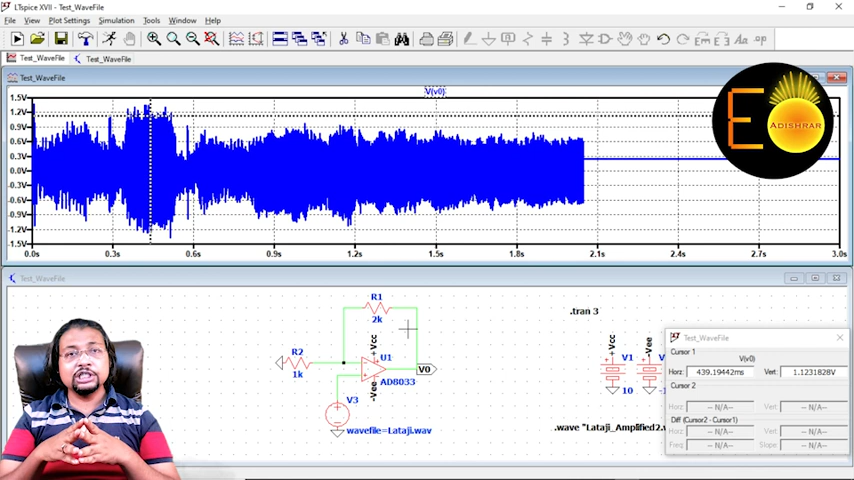 LTspice XVII - Test_WaveFile
File View Plot Settings Simulation Tools Window Help
Test_WaveFile Test_WaveFile
Test_WaveFile
V(v0)
1.5V
1.2V
0.9V
0.6V
0.3V
0.0V
-0.3V
-0.6V
-0.9V
-1.2V
-1.5V
0.0s 0.3s 0.6s 0.9s 1.2s 1.5s 1.8s 2.1s 2.4s 2.7s 3.0s
E ADISHRAR
Test_WaveFile
R1
2k
R2
1k
+Vcc
U1
AD8033
-Vee
V0
V3
wavefile=Lataji.wav
.tran 3
+Vcc
-Vee
V1
V
10
.wave "Lataji_Amplified2.
Test_WaveFile
Cursor 1
V(v0)
Horz: 439.19442ms Vert: 1.1231828V
Cursor 2
Horz: -- N/A-- Vert: -- N/A--
Diff (Cursor2 - Cursor1)
Horz: -- N/A-- Vert: -- N/A--
Freq: -- N/A-- Slope: -- N/A--